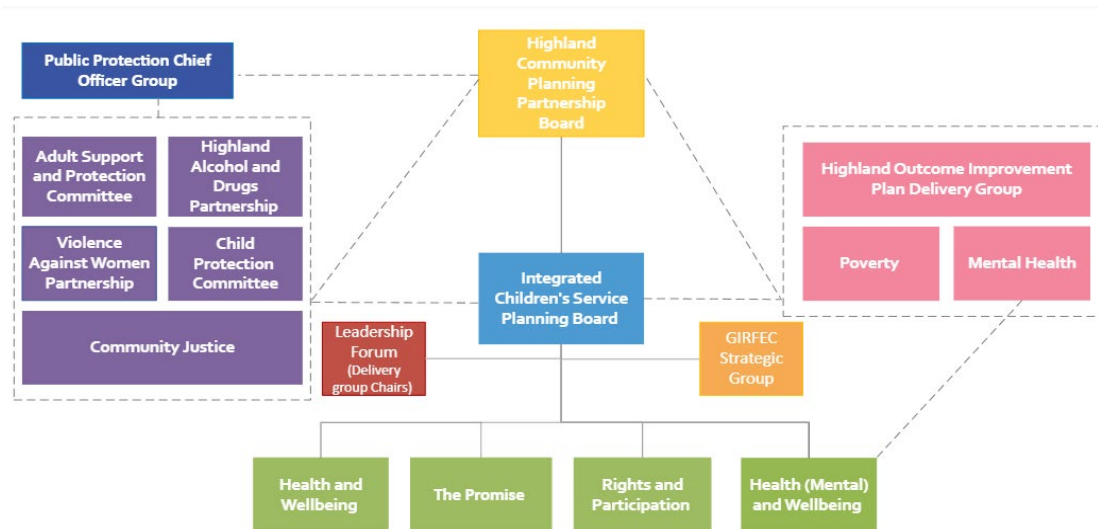 Public Protection Chief
Officer Group
Highland
Community
Planning
Partnership
Board
Adult Support
and Protection
Committee
Highland
Alcohol and
Drugs
Partnership
Violence
Against Women
Partnership
Child
Protection
Committee
Community Justice
Highland Outcome Improvement
Plan Delivery Group
Poverty
Mental Health
Integrated
Children's Service
Planning Board
Leadership
Forum
(Delivery
group Chairs)
GIRFEC
Strategic
Group
Health and
Wellbeing
The Promise
Rights and
Participation
Health (Mental)
and Wellbeing